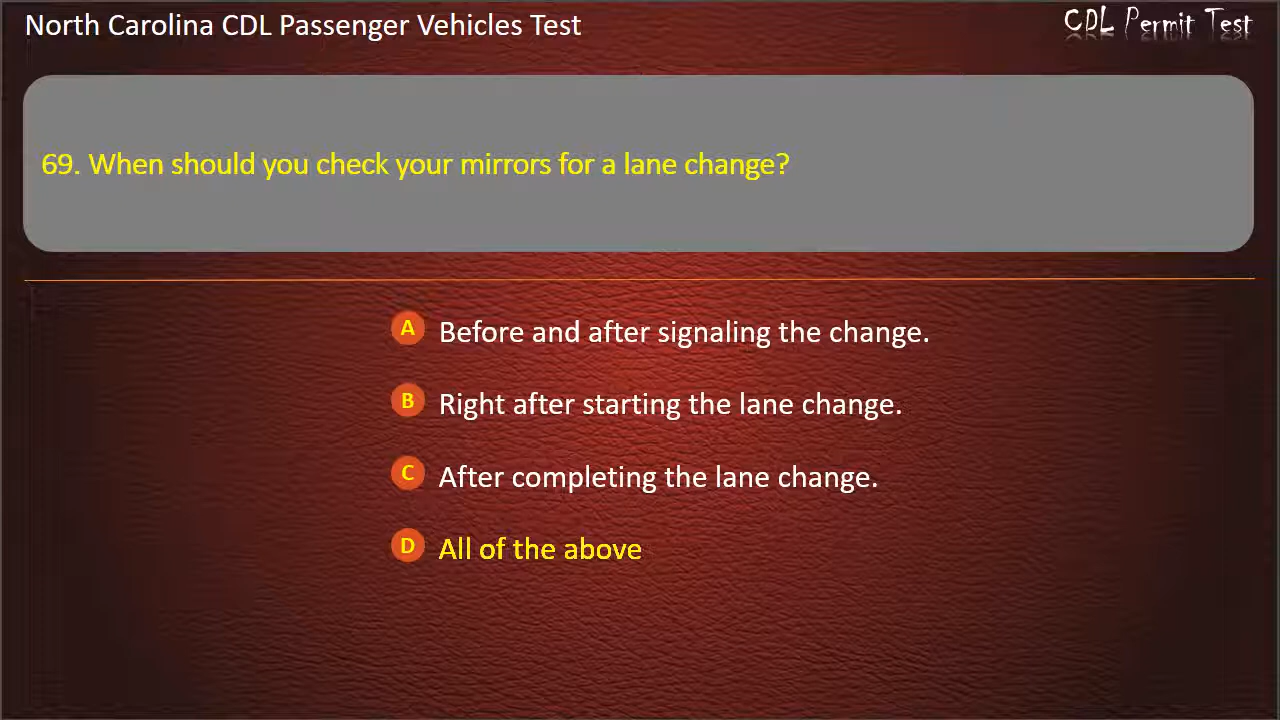 North Carolina CDL Passenger Vehicles Test
CDL Permit Test
69. When should you check your mirrors for a lane change?
A Before and after signaling the change.
B Right after starting the lane change.
C After completing the lane change.
D All of the above